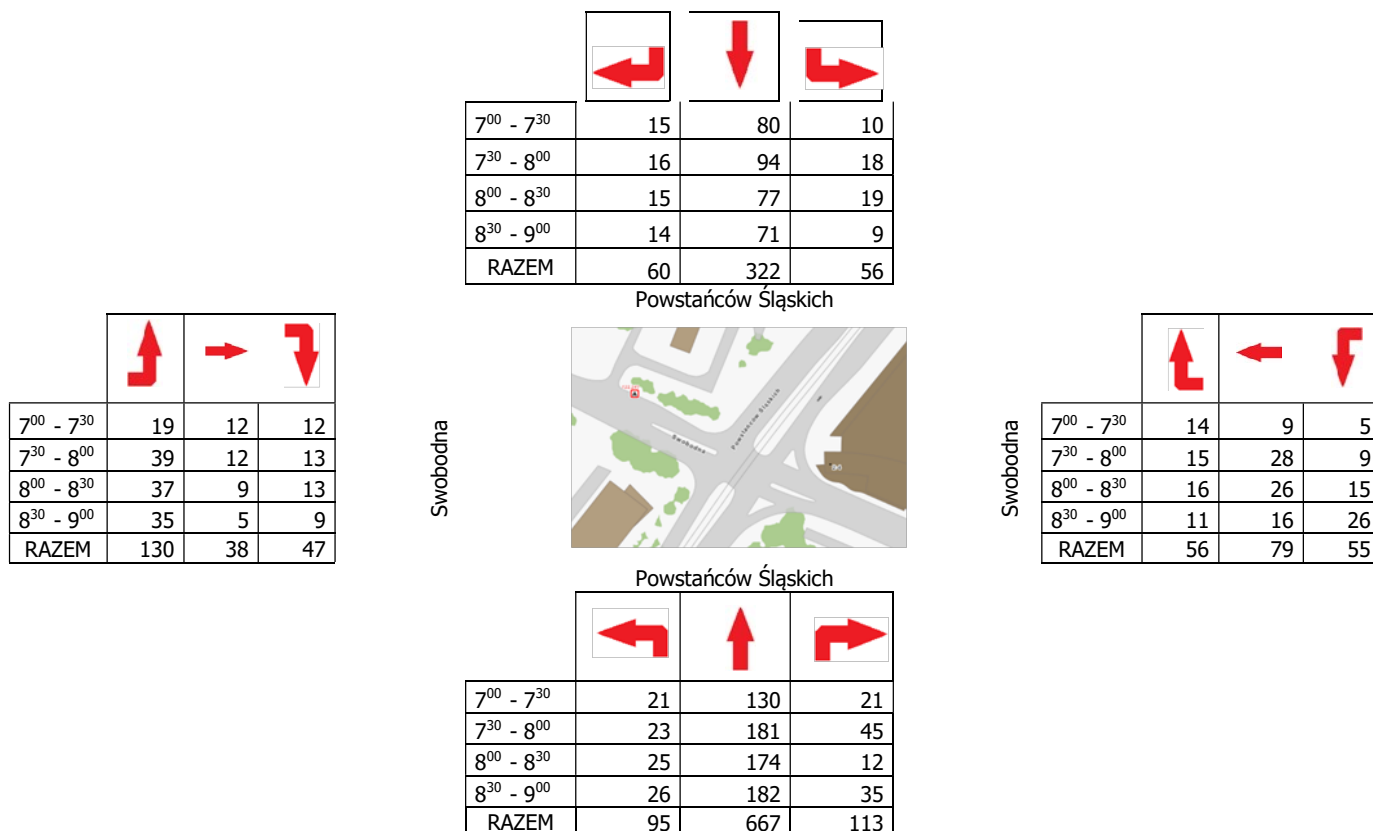 7⁰⁰ - 7³⁰ 15 80 10
7³⁰ - 8⁰⁰ 16 94 18
8⁰⁰ - 8³⁰ 15 77 19
8³⁰ - 9⁰⁰ 14 71 9
RAZEM 60 322 56
Powstańców Śląskich
7⁰⁰ - 7³⁰ 19 12 12
7³⁰ - 8⁰⁰ 39 12 13
8⁰⁰ - 8³⁰ 37 9 13
8³⁰ - 9⁰⁰ 35 5 9
RAZEM 130 38 47
Swobodna
Powstańców Śląskich
Swobodna
90
Swobodna
7⁰⁰ - 7³⁰ 14 9 5
7³⁰ - 8⁰⁰ 15 28 9
8⁰⁰ - 8³⁰ 16 26 15
8³⁰ - 9⁰⁰ 11 16 26
RAZEM 56 79 55
Powstańców Śląskich
7⁰⁰ - 7³⁰ 21 130 21
7³⁰ - 8⁰⁰ 23 181 45
8⁰⁰ - 8³⁰ 25 174 12
8³⁰ - 9⁰⁰ 26 182 35
RAZEM 95 667 113